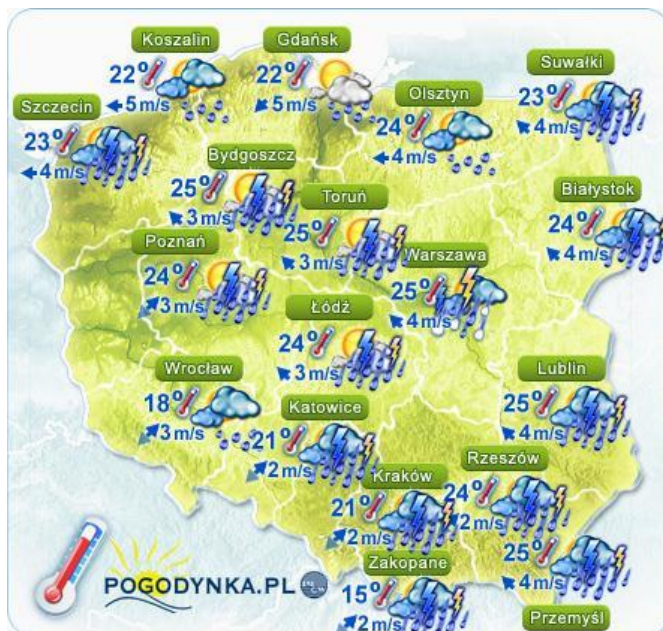 Koszalin
22°
5 m/s
Gdańsk
22°
5 m/s
Suwałki
23°
4 m/s
Szczecin
23°
4 m/s
Olsztyn
24°
4 m/s
Bydgoszcz
25°
3 m/s
Toruń
25°
3 m/s
Białystok
24°
4 m/s
Poznań
24°
3 m/s
Warszawa
25°
4 m/s
Łódź
24°
3 m/s
Wrocław
18°
3 m/s
Katowice
21°
2 m/s
Lublin
25°
4 m/s
Kraków
21°
2 m/s
Rzeszów
24°
2 m/s
Zakopane
15°
2 m/s
25°
4 m/s
Przemyśl
POGODYNKA.PL